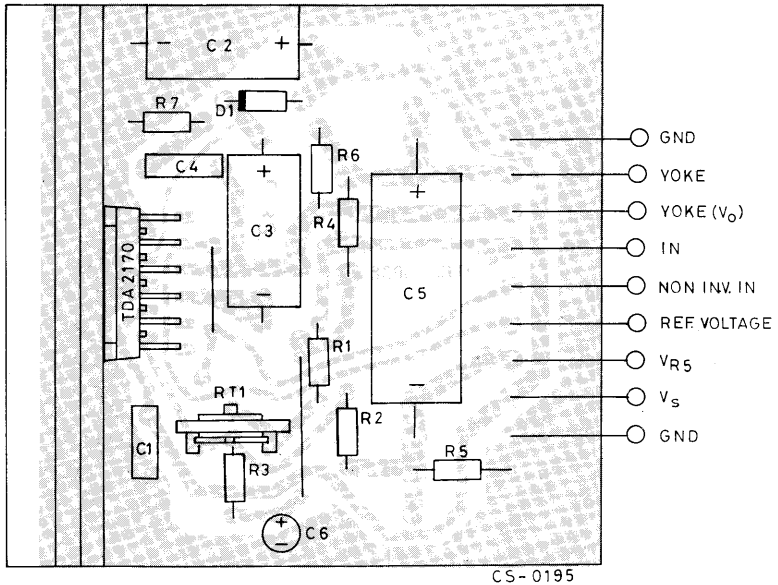 - C2 +
R7
D1
C4
R6
GND
+
YOKE
+
R4
YOKE (Vo)
C3
IN
TDA2170
C5
NON INV. IN
-
REF. VOLTAGE
R1
VR5
RT1
-
VS
C1
R2
GND
R3
R5
+
-
C6
CS-0195